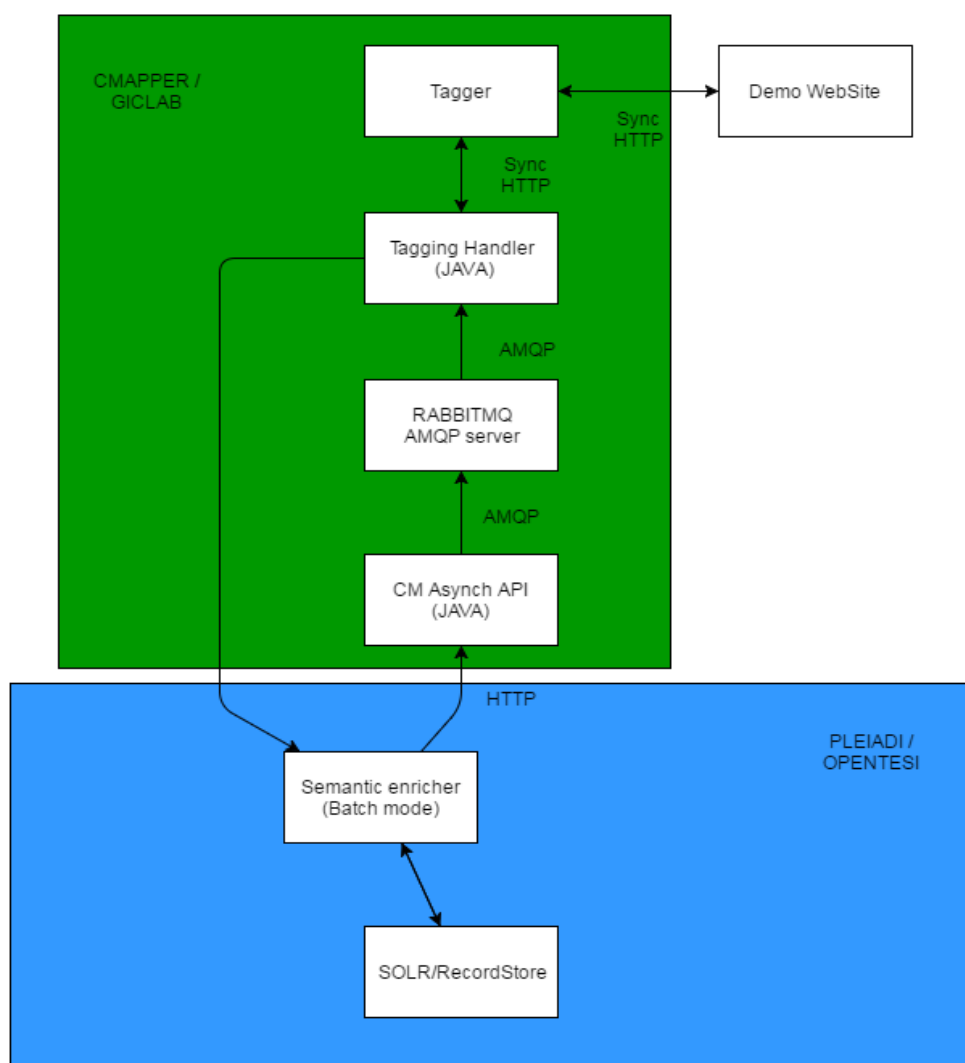 CMAPPER /
GICLAB
Tagger
Demo WebSite
Sync
HTTP
Sync
HTTP
Tagging Handler
(JAVA)
AMQP
RABBITMQ
AMQP server
AMQP
CM Asynch API
(JAVA)
HTTP
PLEIADI /
OPENTESI
Semantic enricher
(Batch mode)
SOLR/RecordStore